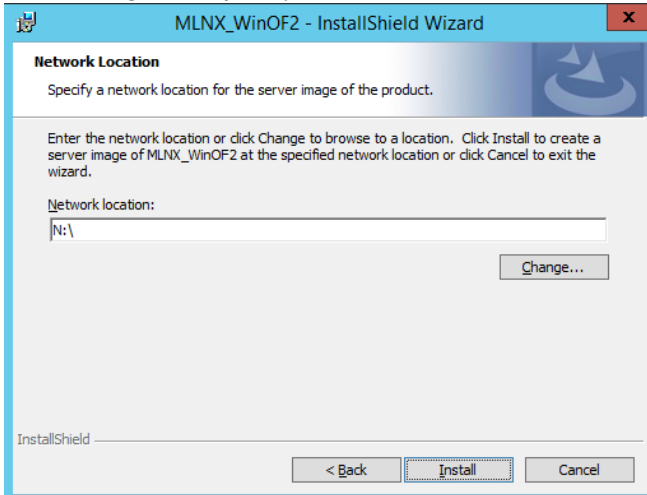 MLNX_WinOF2 - InstallShield Wizard
x
Network Location
Specify a network location for the server image of the product.
Enter the network location or click Change to browse to a location. Click Install to create a
server image of MLNX_WinOF2 at the specified network location or click Cancel to exit the
wizard.
Network location:
N:\
Change...
InstallShield
< Back Install Cancel